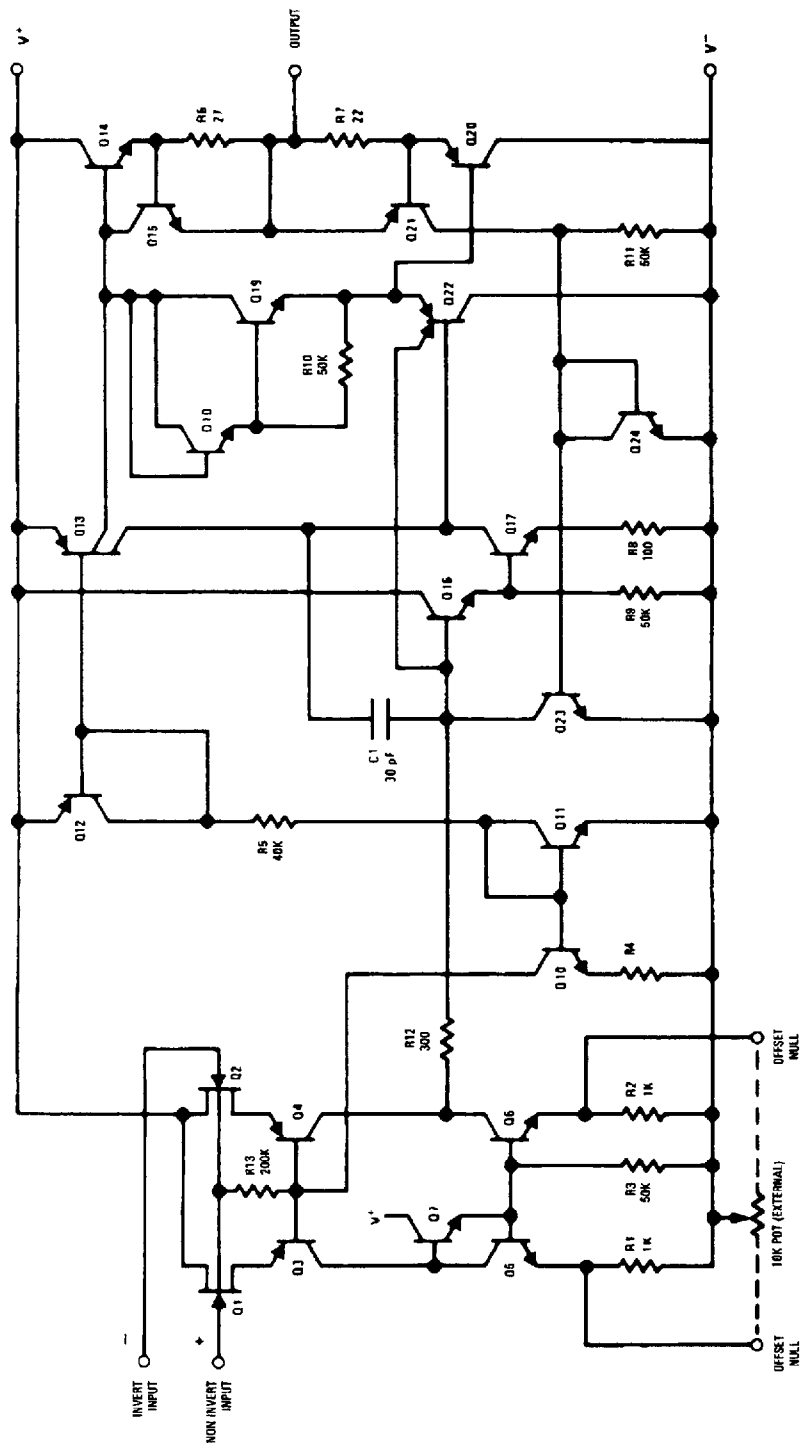 INVERT
INPUT
−
NON INVERT
INPUT
+
Q1
Q2
R13
200K
Q3
Q4
V+
Q7
Q5
Q6
R12
300
R1
1K
R3
50K
R2
1K
OFFSET
NULL
10K POT (EXTERNAL)
OFFSET
NULL
Q12
R5
40K
Q10
Q11
R4
C1
30 pF
Q23
Q13
Q16
Q17
R9
50K
R8
100
Q18
Q19
R10
50K
Q22
Q24
R11
50K
Q14
Q15
R6
27
R7
22
Q21
Q20
V+
OUTPUT
V−